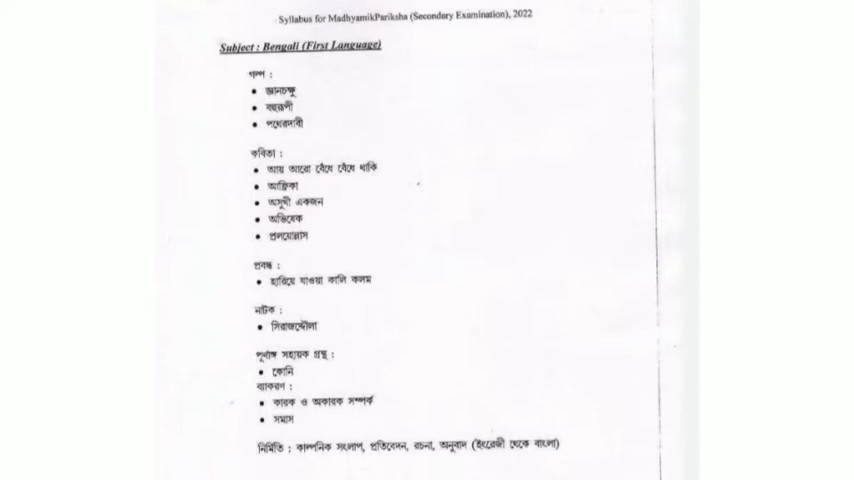 Syllabus for MadhyamikPariksha (Secondary Examination), 2022
Subject : Bengali (First Language)
গল্প :
• জ্ঞানচক্ষু
• বহুরূপী
• পথেরদাবী
কবিতা :
• আয় আরো বেঁধে বেঁধে থাকি
• আফ্রিকা
• অসুখী একজন
• অভিষেক
• প্রলয়োল্লাস
প্রবন্ধ :
• হারিয়ে যাওয়া কালি কলম
নাটক :
• সিরাজদ্দৌলা
পূর্ণাঙ্গ সহায়ক গ্রন্থ :
• কোনি
ব্যাকরণ :
• কারক ও অকারক সম্পর্ক
• সমাস
নির্মিতি : কাল্পনিক সংলাপ, প্রতিবেদন, রচনা, অনুবাদ (ইংরেজী থেকে বাংলা)